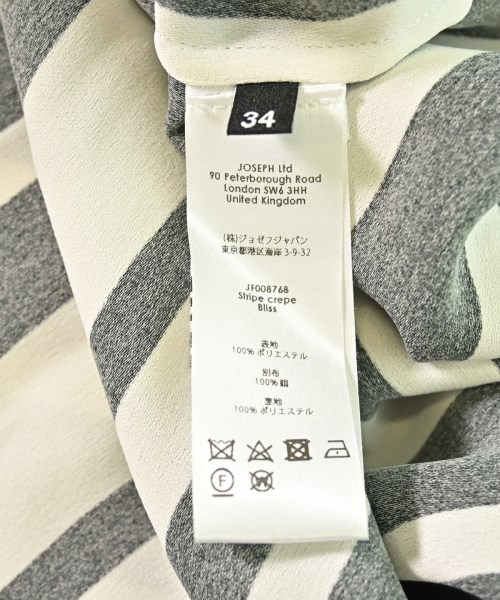 34
JOSEPH Ltd
90 Peterborough Road
London SW6 3HH
United Kingdom
(株)ジョゼフジャパン
東京都港区海岸3-9-32
JF008768
Stripe crepe
Bliss
表地
100% ポリエステル
別布
100% 絹
裏地
100% ポリエステル
F
W